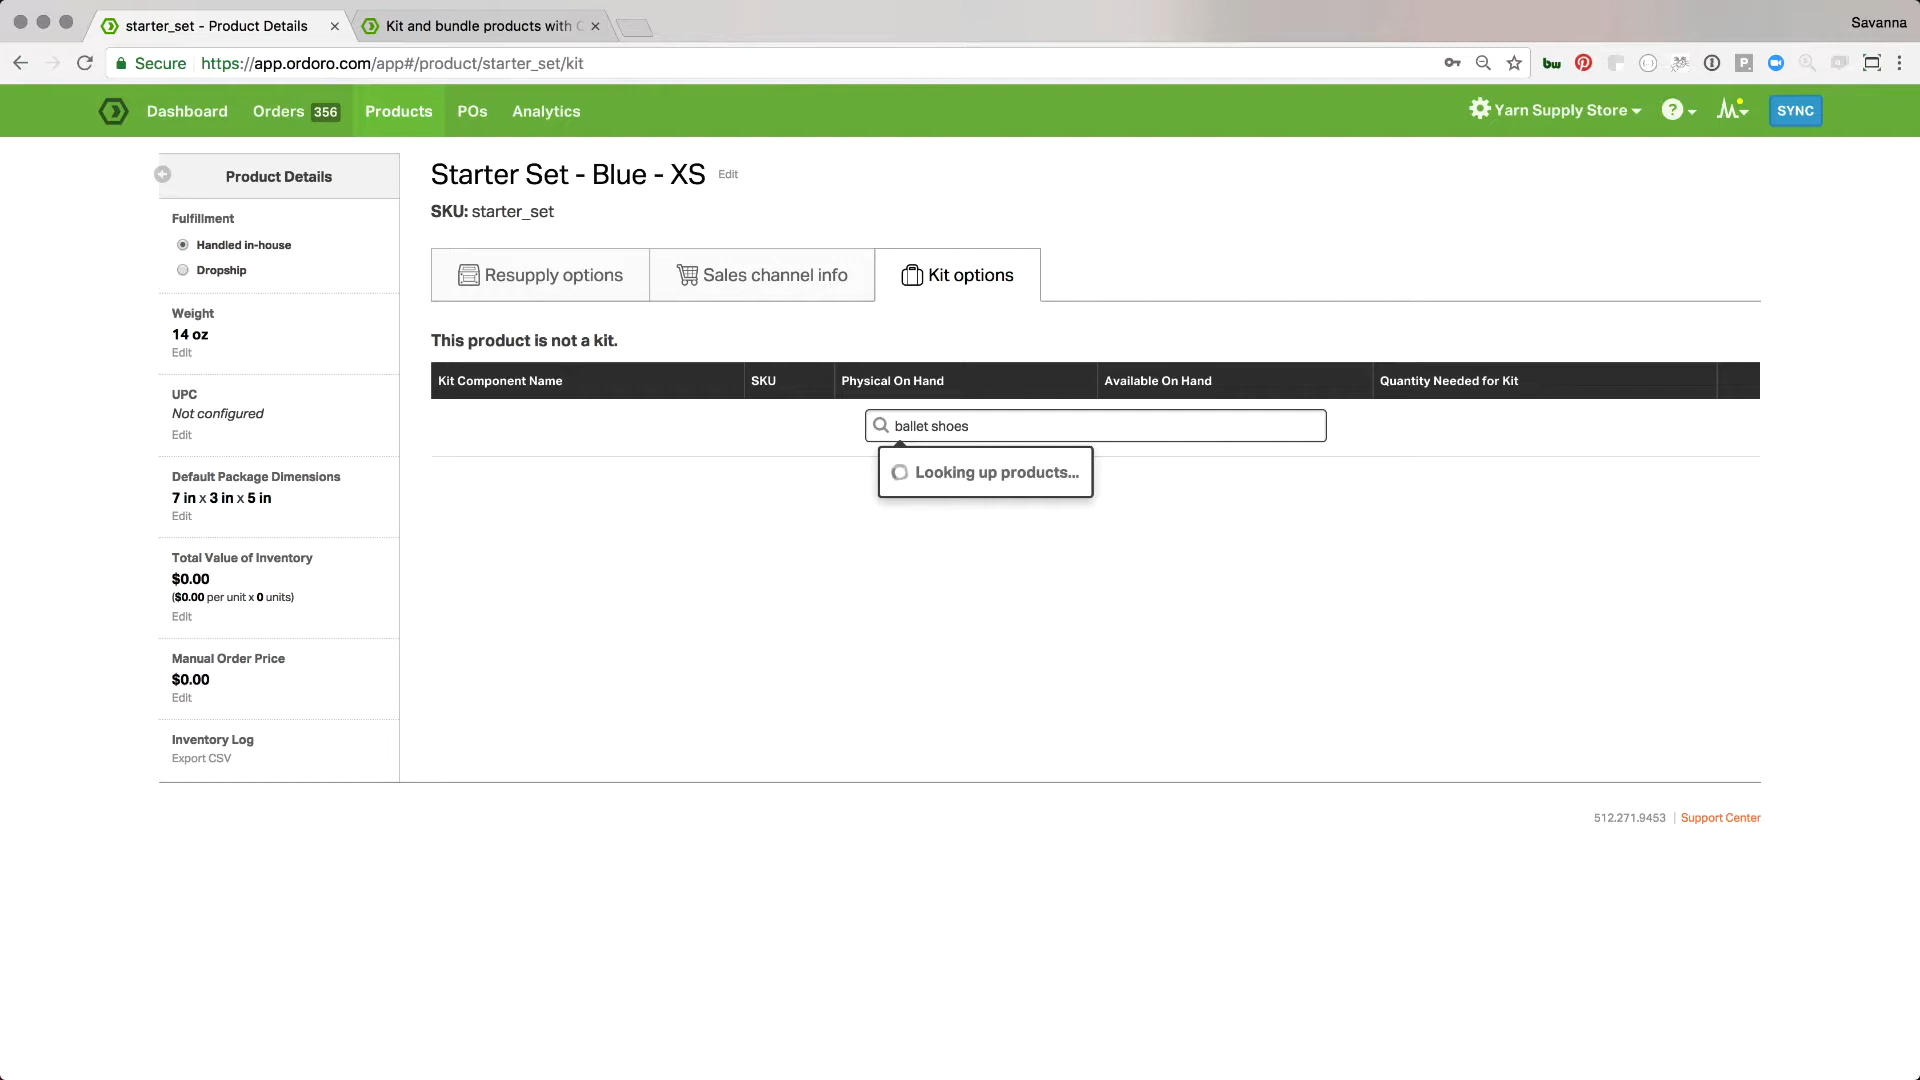 starter_set - Product Details
Kit and bundle products with
Savanna
Secure
https://app.ordoro.com/app#/product/starter_set/kit
Dashboard
Orders 356
Products
POs
Analytics
Yarn Supply Store
SYNC
Product Details
Fulfillment
Handled in-house
Dropship
Weight
14 oz
Edit
UPC
Not configured
Edit
Default Package Dimensions
7 in x 3 in x 5 in
Edit
Total Value of Inventory
$0.00
($0.00 per unit x 0 units)
Edit
Manual Order Price
$0.00
Edit
Inventory Log
Export CSV
Starter Set - Blue - XS Edit
SKU: starter_set
Resupply options
Sales channel info
Kit options
This product is not a kit.
Kit Component Name
SKU
Physical On Hand
Available On Hand
Quantity Needed for Kit
ballet shoes
Looking up products...
512.271.9453 | Support Center